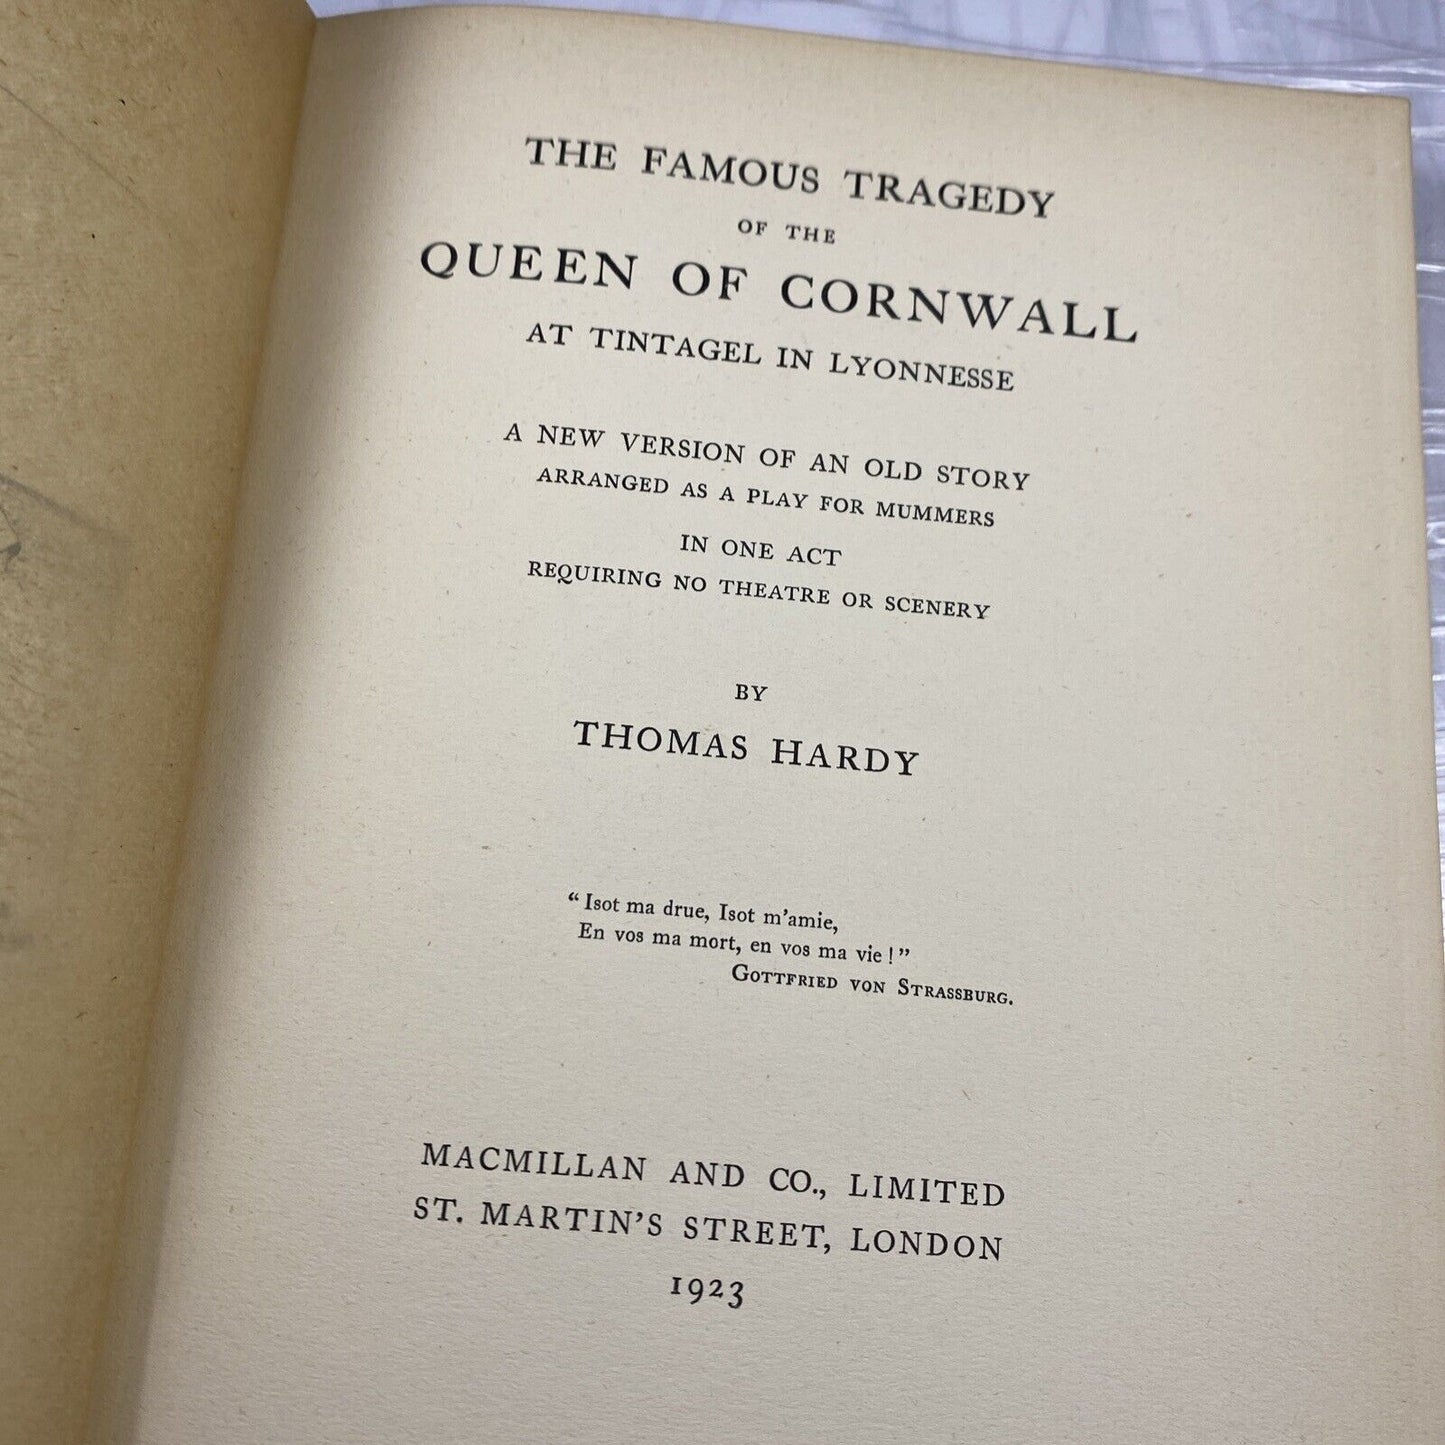 THE FAMOUS TRAGEDY
OF THE
QUEEN OF CORNWALL
AT TINTAGEL IN LYONNESSE
A NEW VERSION OF AN OLD STORY
ARRANGED AS A PLAY FOR MUMMERS
IN ONE ACT
REQUIRING NO THEATRE OR SCENERY
BY
THOMAS HARDY
“Isot ma drue, Isot m’amie,
En vos ma mort, en vos ma vie!”
GOTTFRIED VON STRASSBURG.
MACMILLAN AND CO., LIMITED
ST. MARTIN’S STREET, LONDON
1923